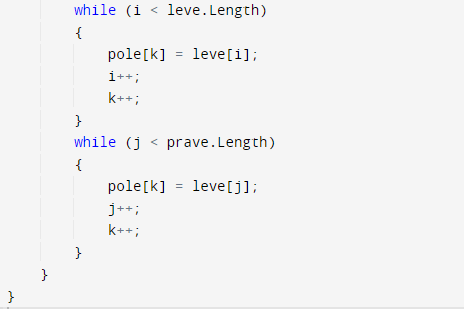 while (i < leve.Length)
{
pole[k] = leve[i];
i++;
k++;
}
while (j < prave.Length)
{
pole[k] = leve[j];
j++;
k++;
}
}
}